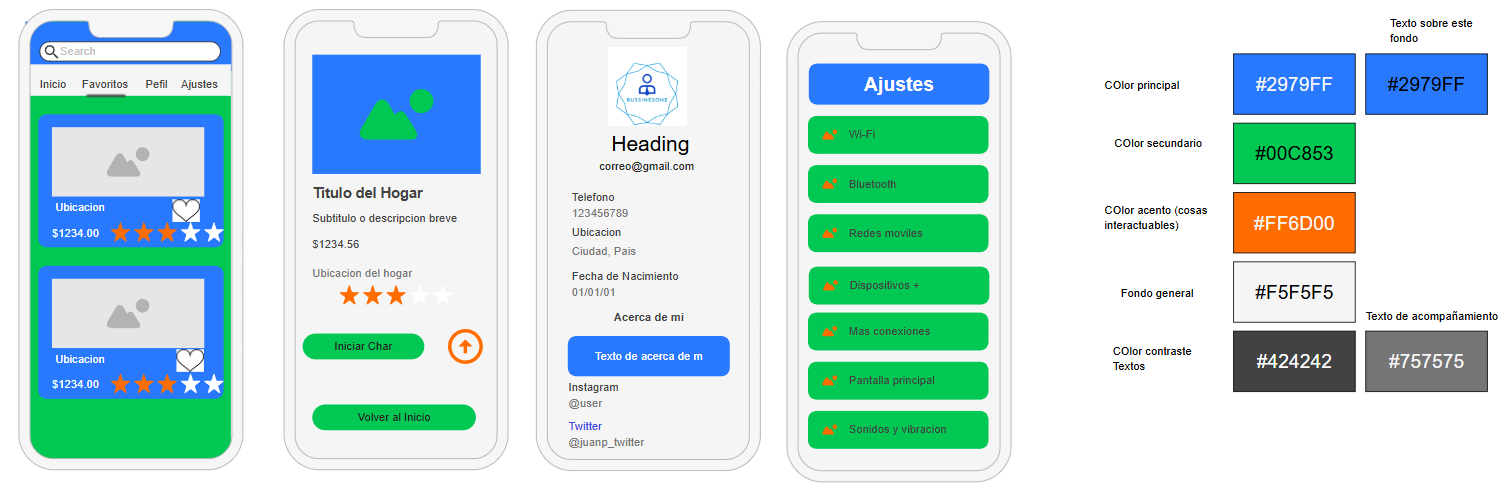 Search
Inicio Favoritos Pefil Ajustes
Ubicacion
$1234.00
Ubicacion
$1234.00
Titulo del Hogar
Subtitulo o descripcion breve
$1234.56
Ubicacion del hogar
Iniciar Char
Volver al Inicio
BUSSINESONE
Heading
correo@gmail.com
Telefono
123456789
Ubicacion
Ciudad, Pais
Fecha de Nacimiento
01/01/01
Acerca de mi
Texto de acerca de m
Instagram
@user
Twitter
@juanp_twitter
Ajustes
Wi-Fi
Bluetooth
Redes moviles
Dispositivos +
Mas conexiones
Pantalla principal
Sonidos y vibracion
Texto sobre este
fondo
COlor principal
#2979FF
#2979FF
COlor secundario
#00C853
COlor acento (cosas
interactuables)
#FF6D00
Fondo general
#F5F5F5
Texto de acompañamiento
COlor contraste
Textos
#424242
#757575